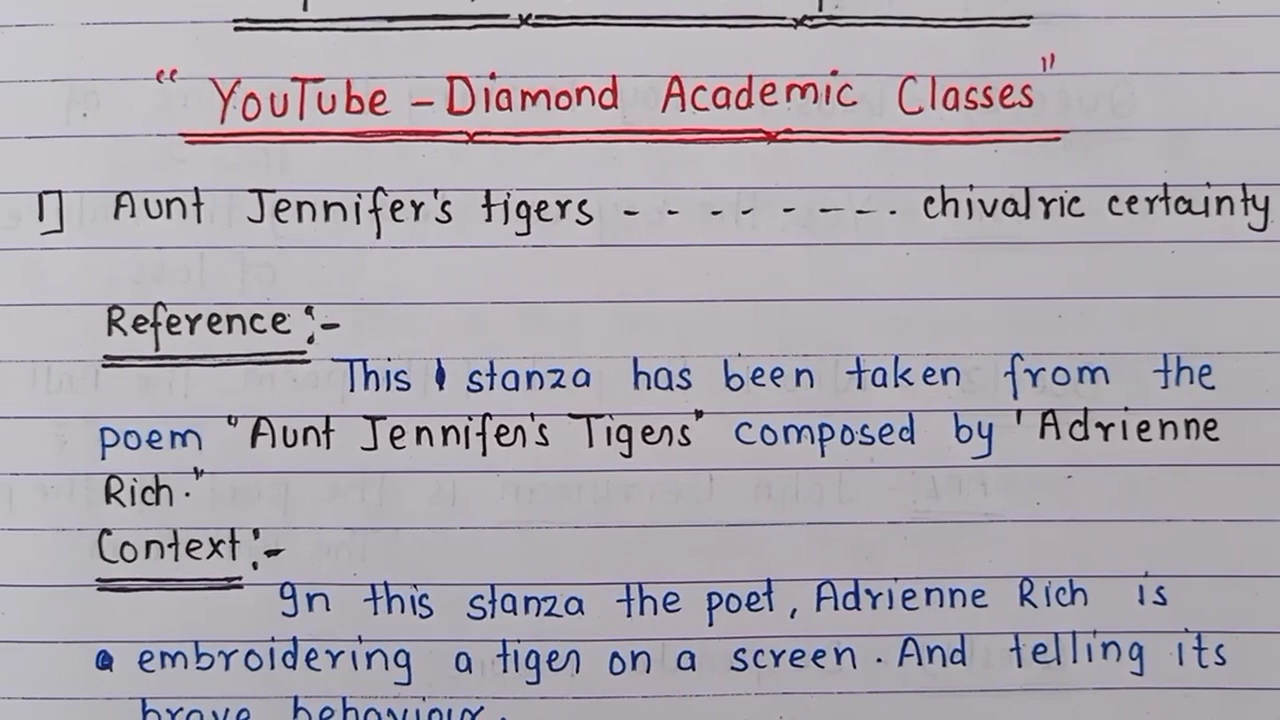 "YouTube - Diamond Academic Classes"
1] Aunt Jennifer's tigers - - - - - - - - . chivalric certainty
Reference :-
This stanza has been taken from the
poem "Aunt Jennifer's Tigers" composed by 'Adrienne
Rich."
Context :-
In this stanza the poet, Adrienne Rich is
embroidering a tiger on a screen. And telling its
brave behaviour.